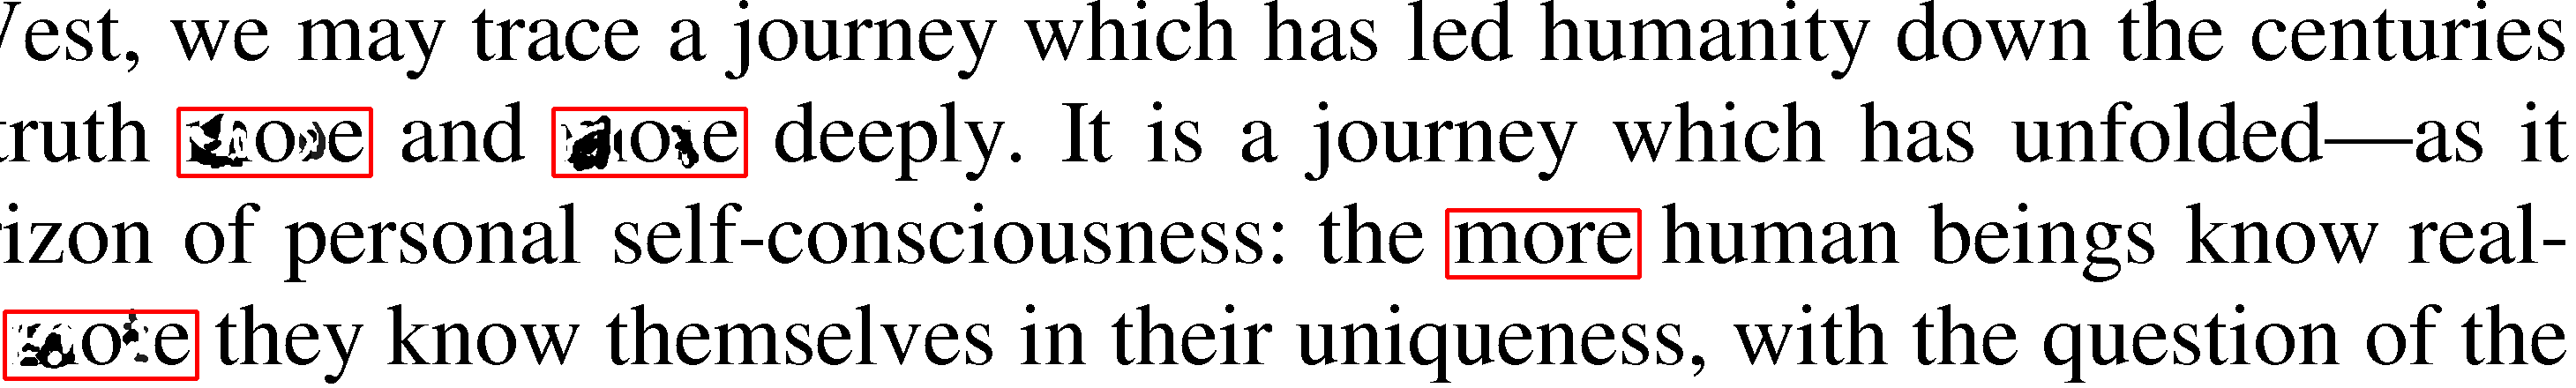 est, we may trace a journey which has led humanity down the centuries
truth and deeply. It is a journey which has unfolded—as it
izon of personal self-consciousness: the more human beings know real-
they know themselves in their uniqueness, with the question of the